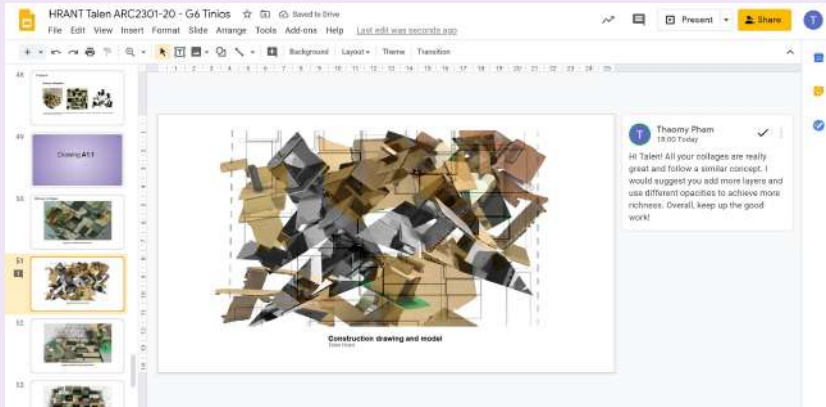 HRANT Talen ARC2301-20 - G6 Tinios Saved to Drive
File Edit View Insert Format Slide Arrange Tools Add-ons Help Last edit was seconds ago
Present Share T
Background Layout Theme Transition
48
49
Drawing A1.1
50
51
52
53
Construction drawing and model
T
Thaomy Pham
18:00 Today
Hi Talen! All your collages are really
great and follow a similar concept. I
would suggest you add more layers and
use different opacities to achieve more
richness. Overall, keep up the good
work!